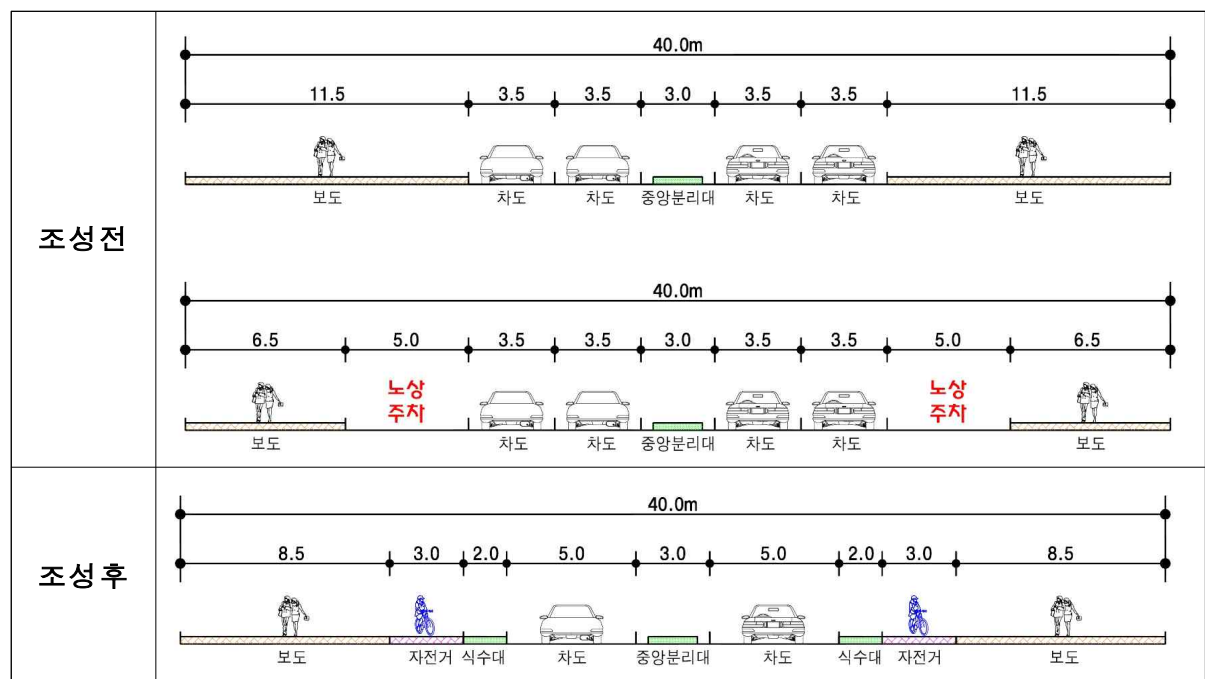 조성전
40.0m
11.5 3.5 3.5 3.0 3.5 3.5 11.5
보도 차도 차도 중앙분리대 차도 차도 보도
40.0m
6.5 5.0 3.5 3.5 3.0 3.5 3.5 5.0 6.5
노상 노상
주차 주차
보도 차도 차도 중앙분리대 차도 차도 보도
조성후
40.0m
8.5 3.0 2.0 5.0 3.0 5.0 2.0 3.0 8.5
보도 자전거 식수대 차도 중앙분리대 차도 식수대 자전거 보도